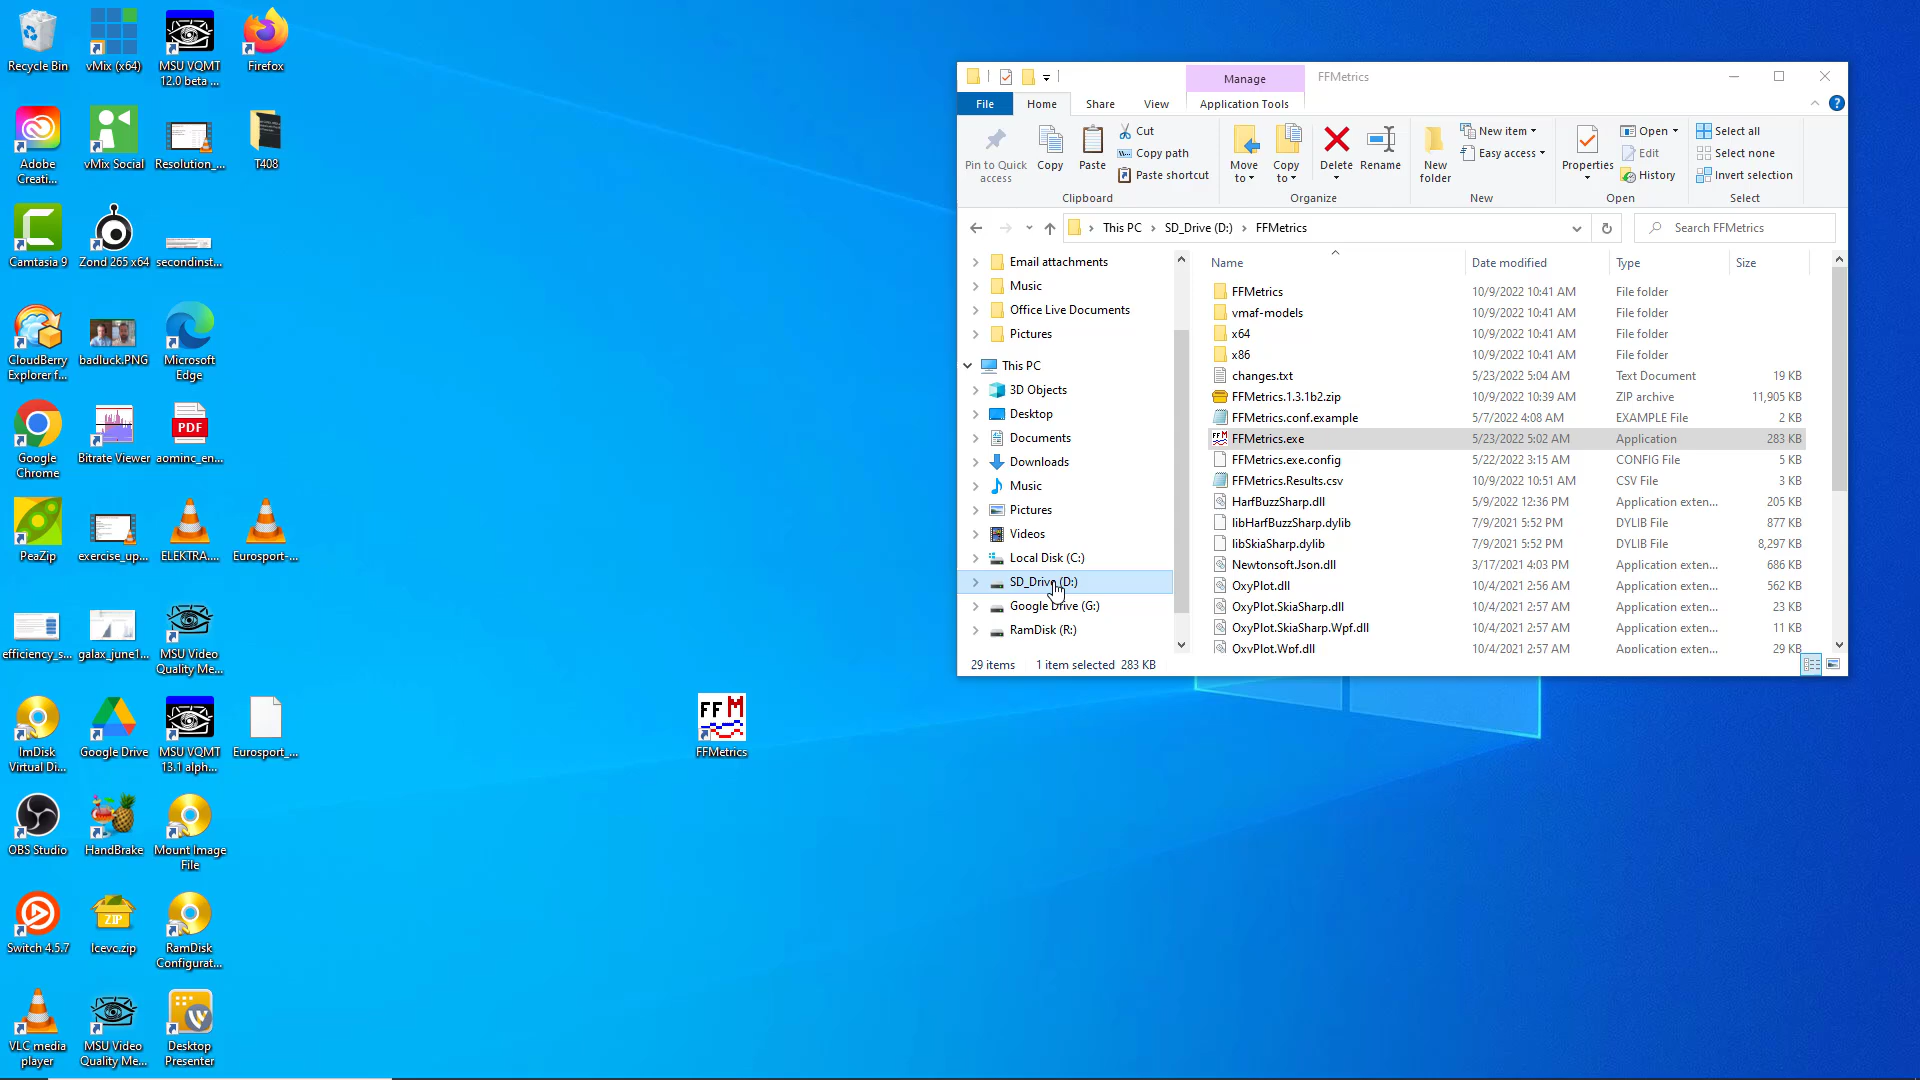 Recycle Bin
vMix (x64)
MSU VQMT
12.0 beta ...
Firefox
Adobe
Creati...
vMix Social
Resolution_...
T408
Camtasia 9
Zond 265 x64
secondinst...
CloudBerry
Explorer f...
badluck.PNG
Microsoft
Edge
Google
Chrome
Bitrate Viewer
PDF
aominc_en...
PeaZip
exercise_up...
ELEKTRA....
Eurosport-...
efficiency_s...
galax_june1...
MSU Video
Quality Me...
ImDisk
Virtual Di...
Google Drive
MSU VQMT
13.1 alph...
Eurosport_...
OBS Studio
HandBrake
Mount Image
File
Switch 4.5.7
ZIP
lcevc.zip
RamDisk
Configurat...
VLC media
player
MSU Video
Quality Me...
Desktop
Presenter
FF M
FFMetrics
Manage
FFMetrics
File
Home
Share
View
Application Tools
Pin to Quick
access
Copy
Paste
Cut
Copy path
Paste shortcut
Clipboard
Move
to
Copy
to
Delete
Rename
Organize
New
folder
New item
Easy access
New
Properties
Open
Edit
History
Open
Select all
Select none
Invert selection
Select
This PC
SD_Drive (D:)
FFMetrics
Search FFMetrics
Email attachments
Music
Office Live Documents
Pictures
This PC
3D Objects
Desktop
Documents
Downloads
Music
Pictures
Videos
Local Disk (C:)
SD_Drive (D:)
Google Drive (G:)
RamDisk (R:)
Name Date modified Type Size
FFMetrics 10/9/2022 10:41 AM File folder
vmaf-models 10/9/2022 10:41 AM File folder
x64 10/9/2022 10:41 AM File folder
x86 10/9/2022 10:41 AM File folder
changes.txt 5/23/2022 5:04 AM Text Document 19 KB
FFMetrics.1.3.1b2.zip 10/9/2022 10:39 AM ZIP archive 11,905 KB
FFMetrics.conf.example 5/7/2022 4:08 AM EXAMPLE File 2 KB
FFMetrics.exe 5/23/2022 5:02 AM Application 283 KB
FFMetrics.exe.config 5/22/2022 3:15 AM CONFIG File 5 KB
FFMetrics.Results.csv 10/9/2022 10:51 AM CSV File 3 KB
HarfBuzzSharp.dll 5/9/2022 12:36 PM Application exten... 205 KB
libHarfBuzzSharp.dylib 7/9/2021 5:52 PM DYLIB File 877 KB
libSkiaSharp.dylib 7/9/2021 5:52 PM DYLIB File 8,297 KB
Newtonsoft.Json.dll 3/17/2021 4:03 PM Application exten... 686 KB
OxyPlot.dll 10/4/2021 2:56 AM Application exten... 562 KB
OxyPlot.SkiaSharp.dll 10/4/2021 2:57 AM Application exten... 23 KB
OxyPlot.SkiaSharp.Wpf.dll 10/4/2021 2:57 AM Application exten... 11 KB
OxyPlot.Wpf.dll 10/4/2021 2:57 AM Application exten... 29 KB
29 items 1 item selected 283 KB